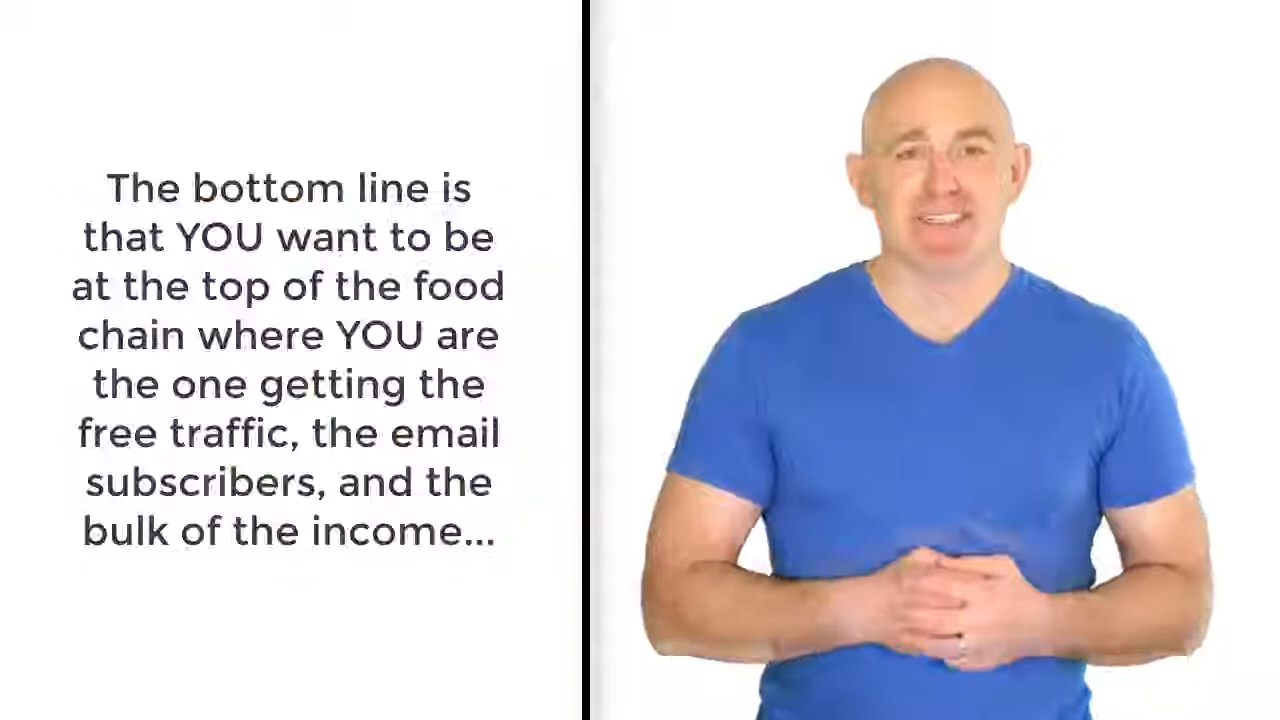 The bottom line is
that YOU want to be
at the top of the food
chain where YOU are
the one getting the
free traffic, the email
subscribers, and the
bulk of the income...